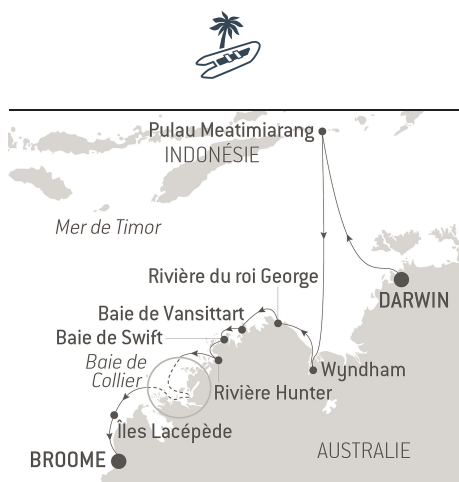 Pulau Meatimiarang
INDONÉSIE
Mer de Timor
Rivière du roi George
DARWIN
Baie de Vansittart
Baie de Swift
Baie de
Collier
Wyndham
Rivière Hunter
Îles Lacépède
AUSTRALIE
BROOME